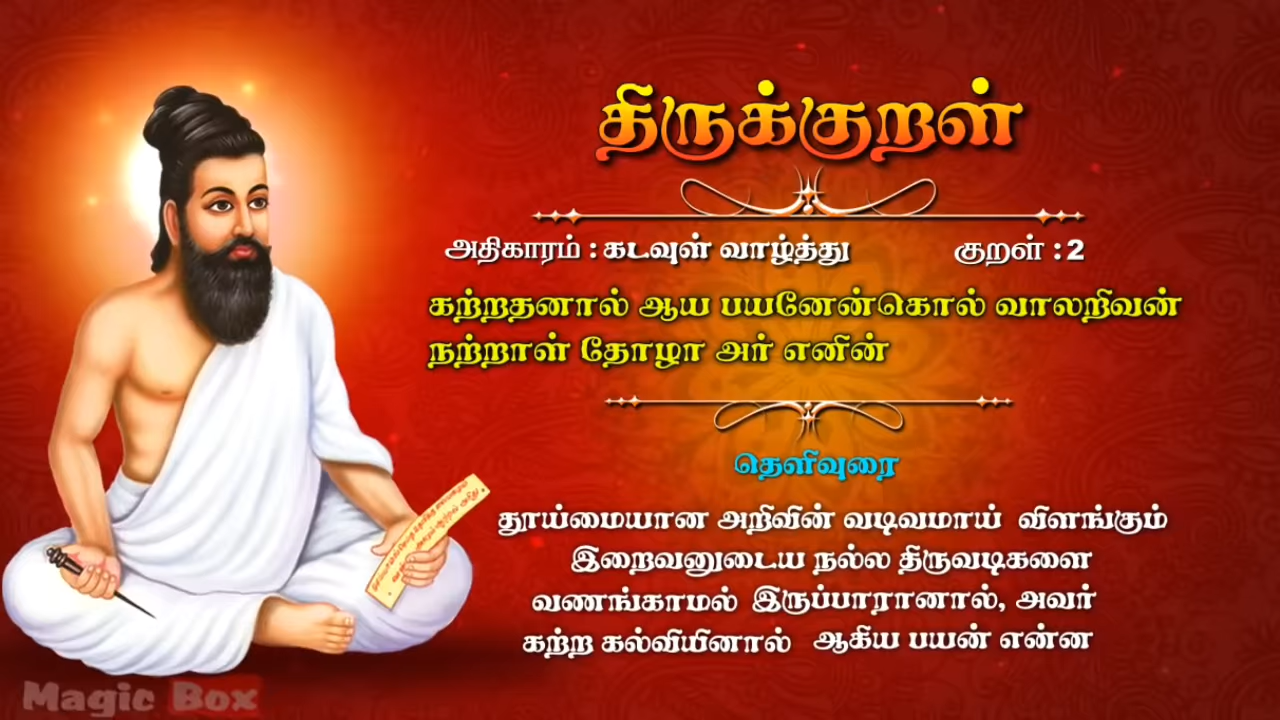 திருக்குறள்
அதிகாரம் : கடவுள் வாழ்த்து குறள் : 2
கற்றதனால் ஆய பயனேன்கொல் வாலறிவன்
நற்றாள் தோழா அர் எனின்
தெளிவுரை
தூய்மையான அறிவின் வடிவமாய் விளங்கும்
இறைவனுடைய நல்ல திருவடிகளை
வணங்காமல் இருப்பாரானால், அவர்
கற்ற கல்வியினால் ஆகிய பயன் என்ன
Magic Box